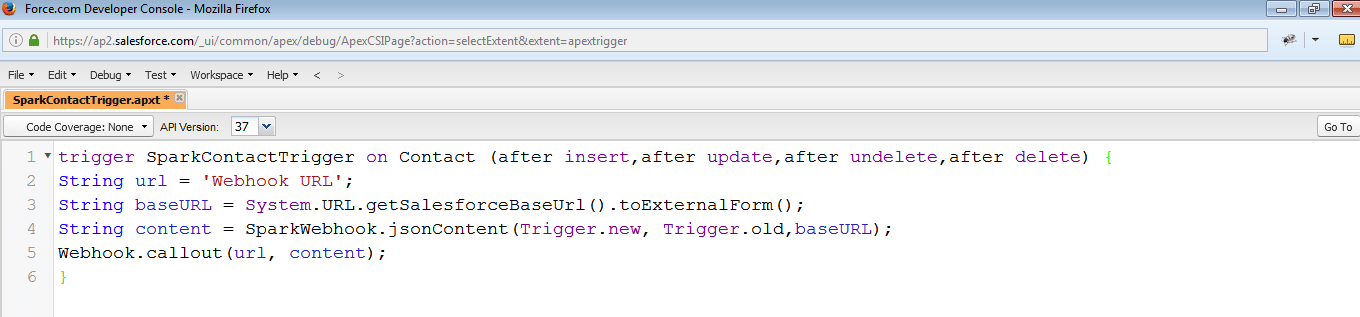 Force.com Developer Console - Mozilla Firefox
https://ap2.salesforce.com/_ui/common/apex/debug/ApexCSIPage?action=selectExtent&extent=apextrigger
File Edit Debug Test Workspace Help < >
SparkContactTrigger.apxt *
Code Coverage: None API Version: 37 Go To
1 trigger SparkContactTrigger on Contact (after insert,after update,after undelete,after delete) {
2 String url = 'Webhook URL';
3 String baseURL = System.URL.getSalesforceBaseUrl().toExternalForm();
4 String content = SparkWebhook.jsonContent(Trigger.new, Trigger.old,baseURL);
5 Webhook.callout(url, content);
6 }